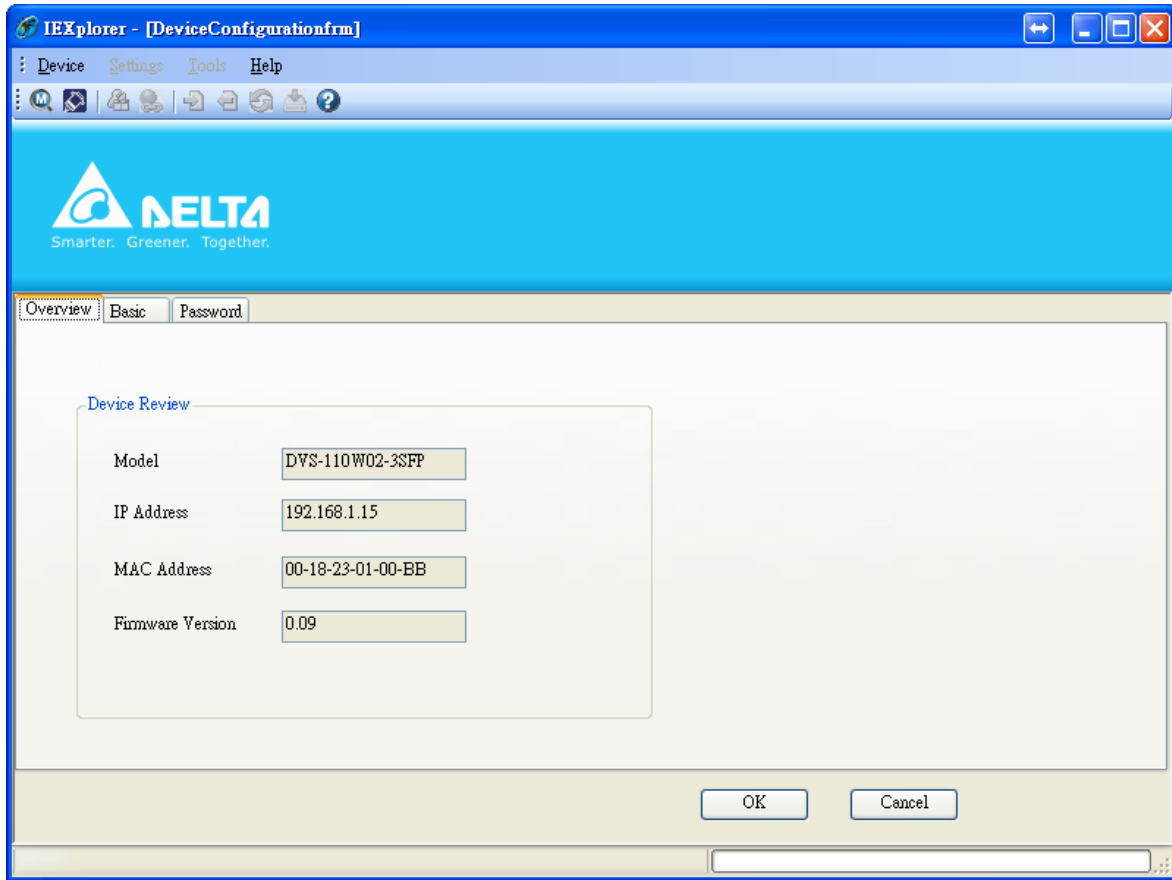 IEXplorer - [DeviceConfigurationfrm]
Device Settings Tools Help
M
DELTA
Smarter. Greener. Together.
Overview Basic Password
Device Review
Model DVS-110W02-3SFP
IP Address 192.168.1.15
MAC Address 00-18-23-01-00-BB
Firmware Version 0.09
OK Cancel